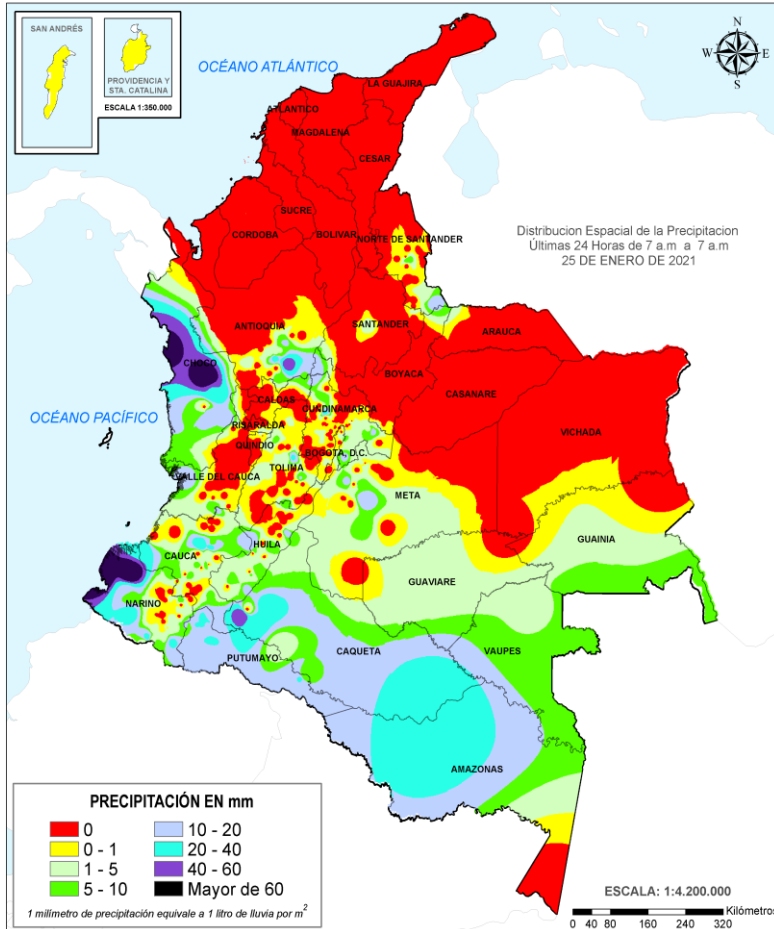 SAN ANDRÉS
PROVIDENCIA Y
STA. CATALINA
ESCALA 1:350.000
OCÉANO ATLÁNTICO
N
W
E
S
LA GUAJIRA
ATLANTICO
MAGDALENA
CESAR
SUCRE
CORDOBA
BOLIVAR
NORTE DE SANTANDER
Distribucion Espacial de la Precipitacion
Últimas 24 Horas de 7 a.m a 7 a.m
25 DE ENERO DE 2021
ANTIOQUIA
SANTANDER
ARAUCA
CHOCO
BOYACA
CASANARE
OCÉANO PACÍFICO
CALDAS
CUNDINAMARCA
RISARALDA
VICHADA
QUINDIO
BOGOTA, D.C.
VALLE DEL CAUCA
TOLIMA
META
GUAINIA
CAUCA
HUILA
GUAVIARE
NARINO
CAQUETA
VAUPES
PUTUMAYO
AMAZONAS
PRECIPITACIÓN EN mm
0
10 - 20
0 - 1
20 - 40
1 - 5
40 - 60
5 - 10
Mayor de 60
1 milímetro de precipitación equivale a 1 litro de lluvia por m²
ESCALA: 1:4.200.000
Kilómetros
0 40 80 160 240 320